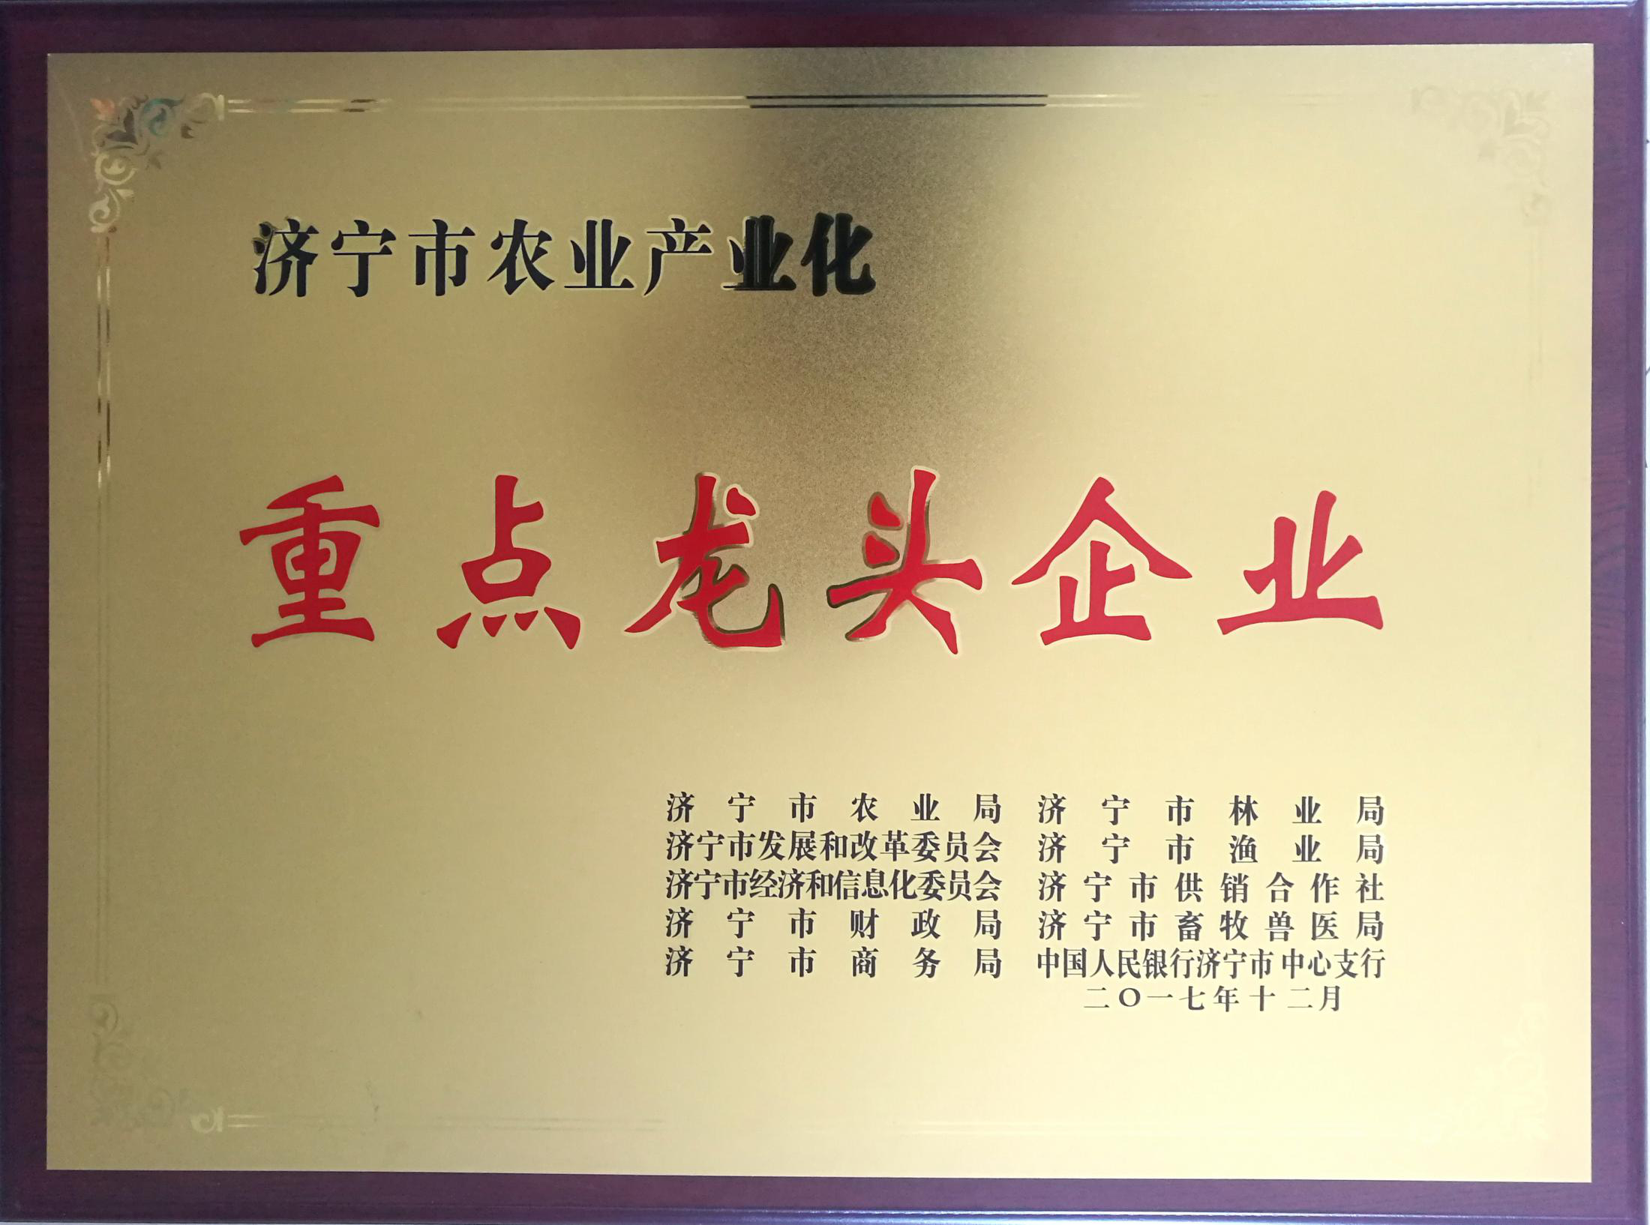 济宁市农业产业化
重点龙头企业
济宁市农业局 济宁市林业局
济宁市发展和改革委员会 济宁市渔业局
济宁市经济和信息化委员会 济宁市供销合作社
济宁市财政局 济宁市畜牧兽医局
济宁市商务局 中国人民银行济宁市中心支行
二〇一七年十二月